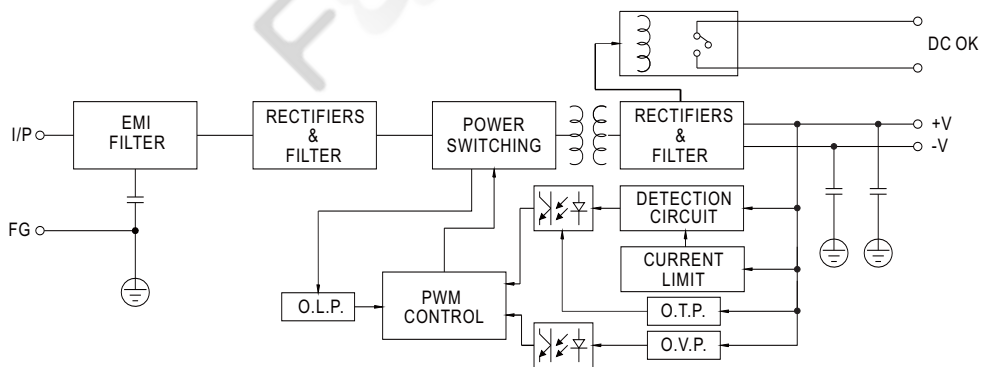 DC OK
I/P
EMI
FILTER
RECTIFIERS
&
FILTER
POWER
SWITCHING
RECTIFIERS
&
FILTER
+V
-V
DETECTION
CIRCUIT
FG
CURRENT
LIMIT
O.L.P.
PWM
CONTROL
O.T.P.
O.V.P.